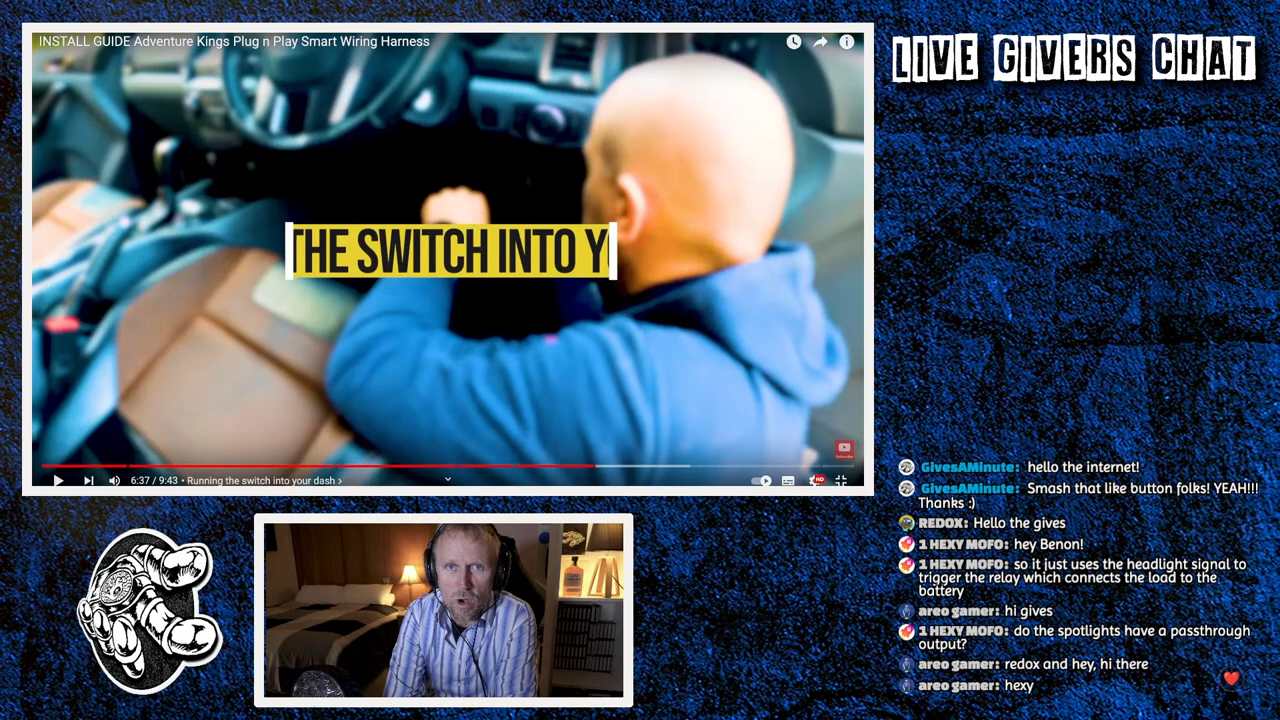 INSTALL GUIDE Adventure Kings Plug n Play Smart Wiring Harness
LIVE GIVERS CHAT
THE SWITCH INTO Y
Subscribe
6:37 / 9:43 • Running the switch into your dash ›
HD
GivesAMinute: hello the internet!
GivesAMinute: Smash that like button folks! YEAH!!!
Thanks :)
REDOX: Hello the gives
1 HEXY MOFO: hey Benon!
1 HEXY MOFO: so it just uses the headlight signal to
trigger the relay which connects the load to the
battery
areo gamer: hi gives
1 HEXY MOFO: do the spotlights have a passthrough
output?
areo gamer: redox and hey, hi there
areo gamer: hexy